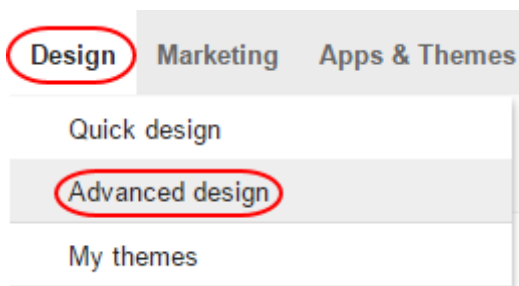 Design Marketing Apps & Themes
Quick design
Advanced design
My themes